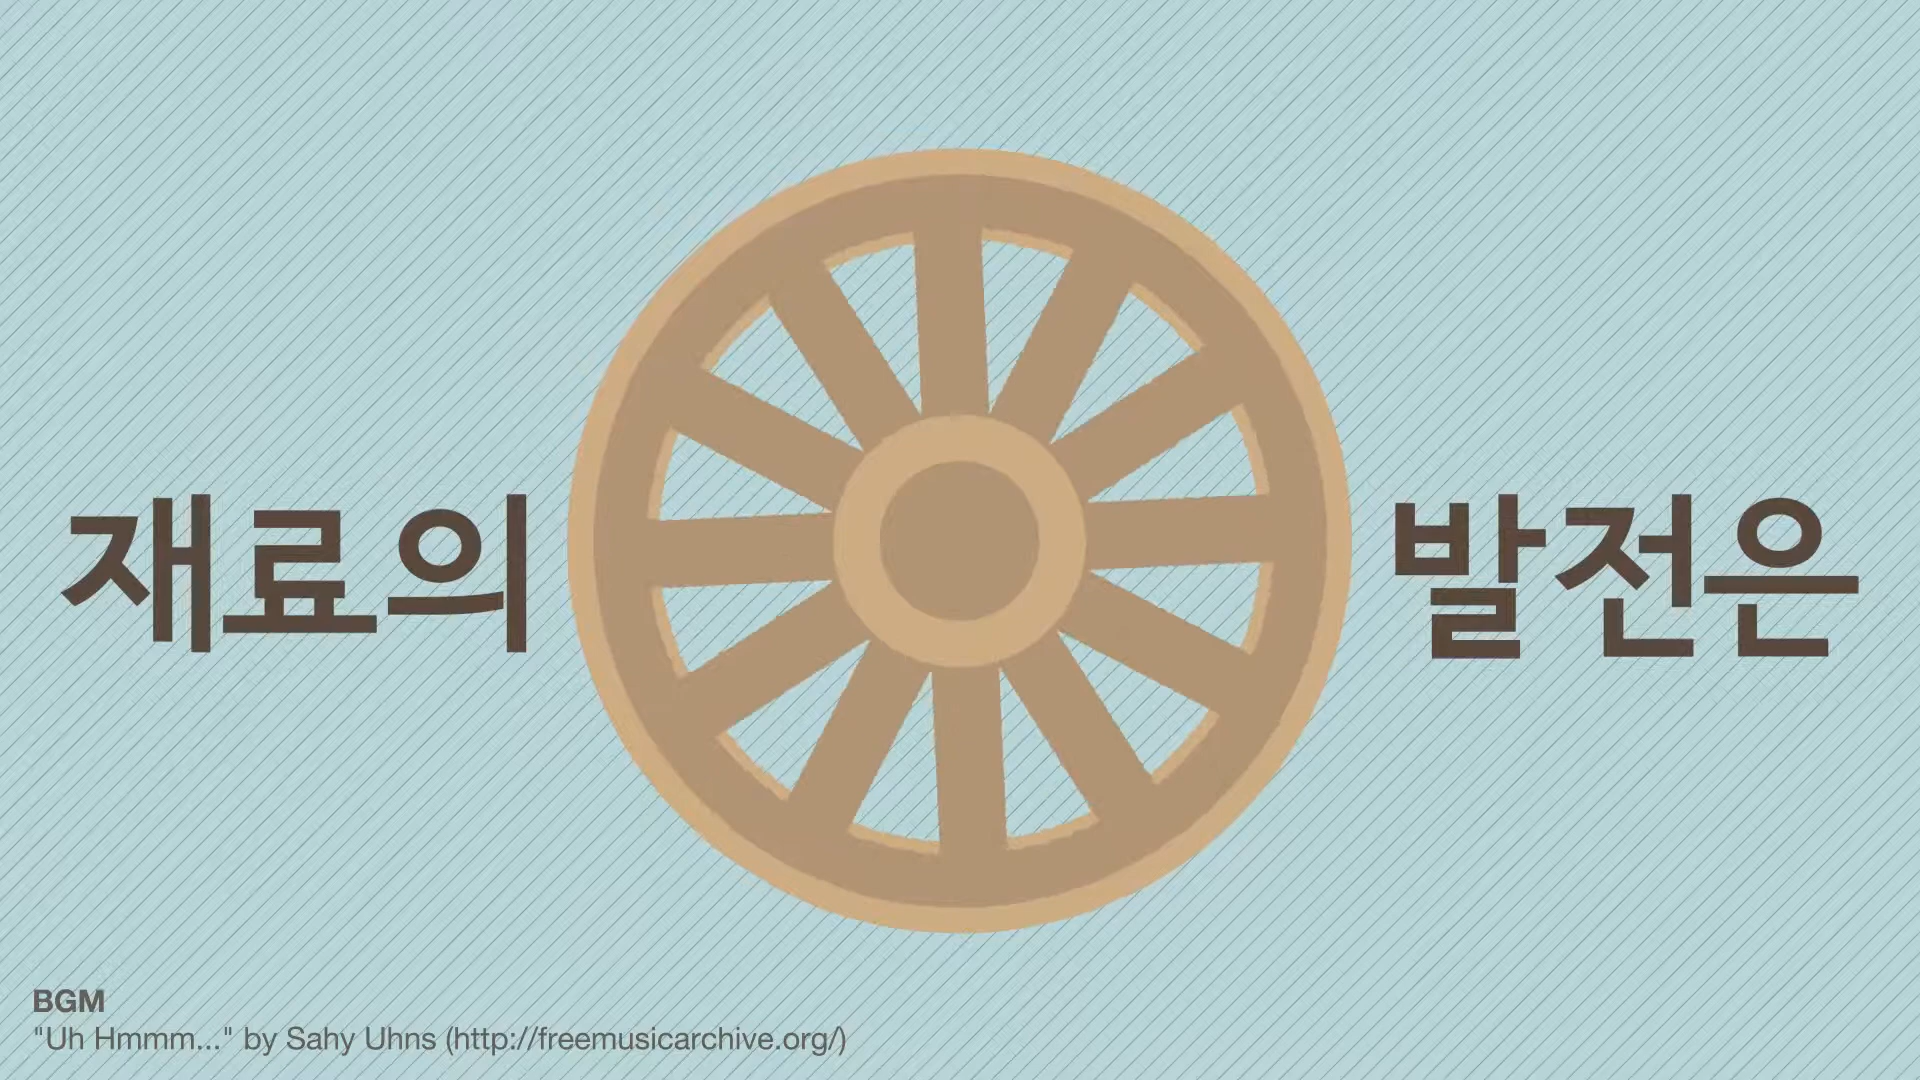 재료의 발전은
BGM
"Uh Hmmm..." by Sahy Uhns (http://freemusicarchive.org/)